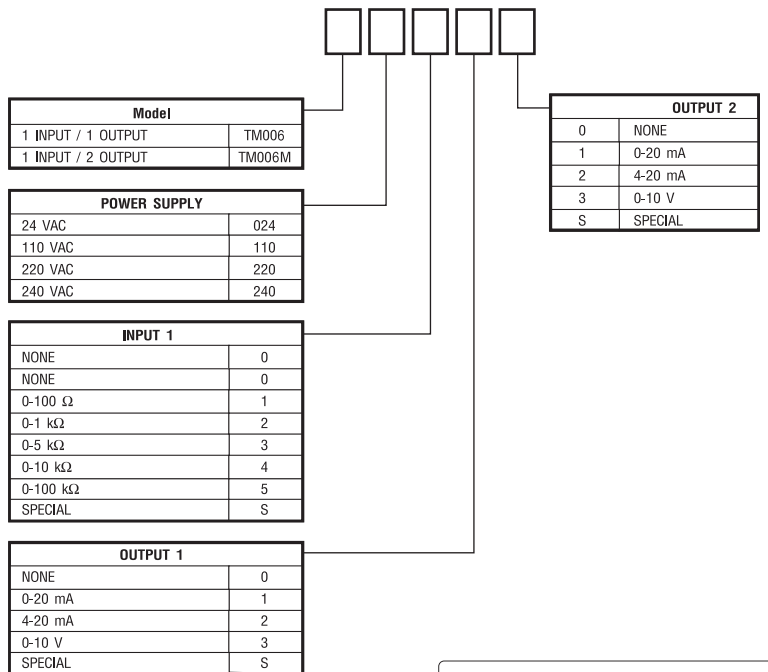 Model
1 INPUT / 1 OUTPUT TM006
1 INPUT / 2 OUTPUT TM006M
POWER SUPPLY
24 VAC 024
110 VAC 110
220 VAC 220
240 VAC 240
INPUT 1
NONE 0
NONE 0
0-100 Ω 1
0-1 kΩ 2
0-5 kΩ 3
0-10 kΩ 4
0-100 kΩ 5
SPECIAL S
OUTPUT 1
NONE 0
0-20 mA 1
4-20 mA 2
0-10 V 3
SPECIAL S
OUTPUT 2
0 NONE
1 0-20 mA
2 4-20 mA
3 0-10 V
S SPECIAL